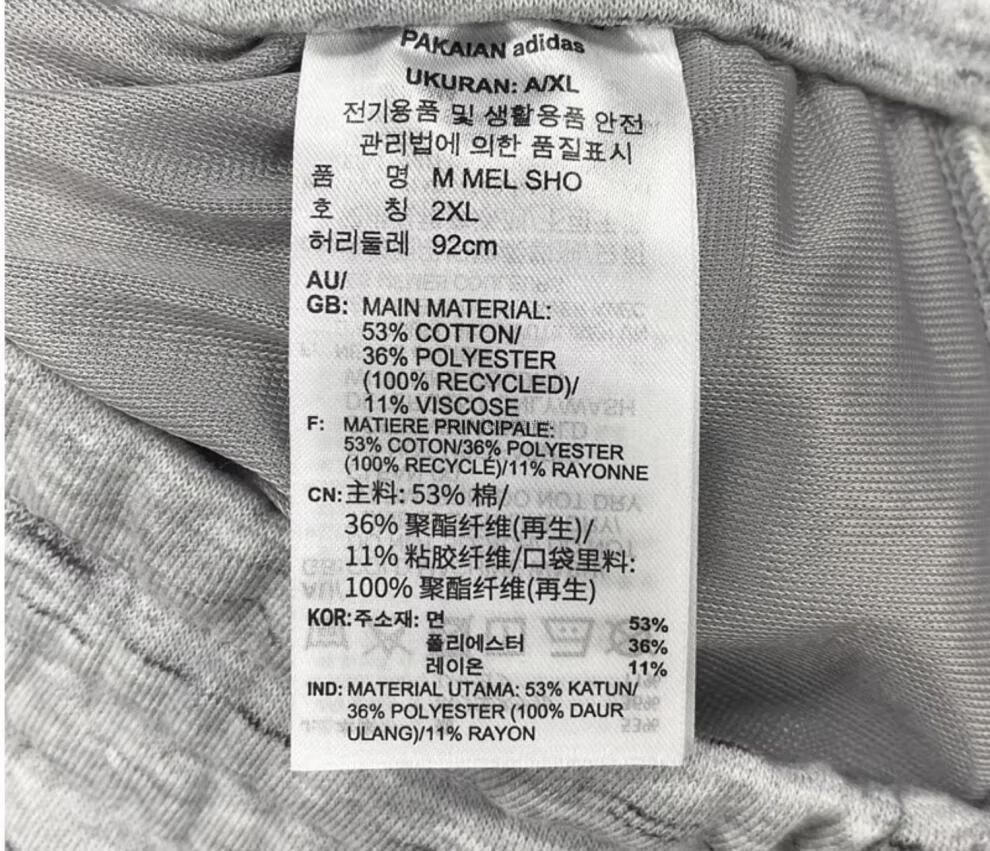 PAKAIAN adidas
UKURAN: A/XL
전기용품 및 생활용품 안전
관리법에 의한 품질표시
품 명 M MEL SHO
호 칭 2XL
허리둘레 92cm
AU/
GB: MAIN MATERIAL:
53% COTTON/
36% POLYESTER
(100% RECYCLED)/
11% VISCOSE
F: MATIERE PRINCIPALE:
53% COTON/36% POLYESTER
(100% RECYCLÉ)/11% RAYONNE
CN:主料: 53% 棉/
36% 聚酯纤维(再生)/
11% 粘胶纤维/口袋里料:
100% 聚酯纤维(再生)
KOR:주소재: 면 53%
폴리에스터 36%
레이온 11%
IND: MATERIAL UTAMA: 53% KATUN/
36% POLYESTER (100% DAUR
ULANG)/11% RAYON